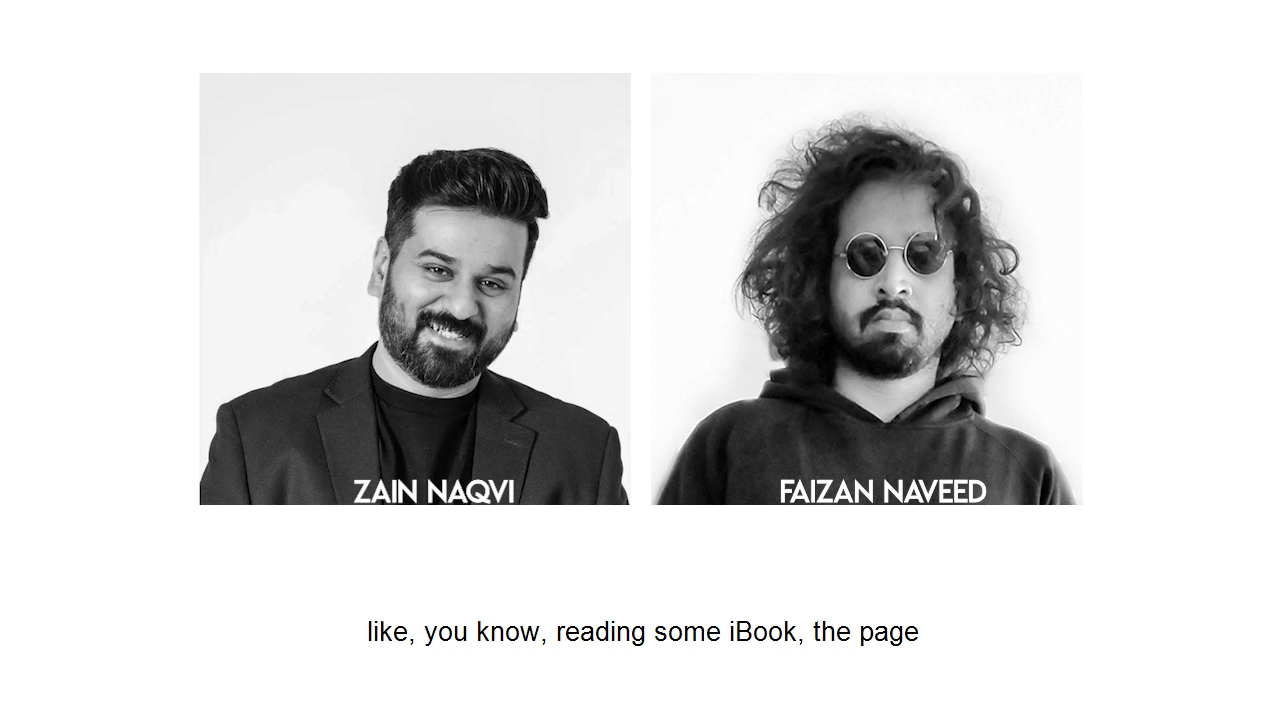 ZAIN NAQVI
FAIZAN NAVEED
like, you know, reading some iBook, the page